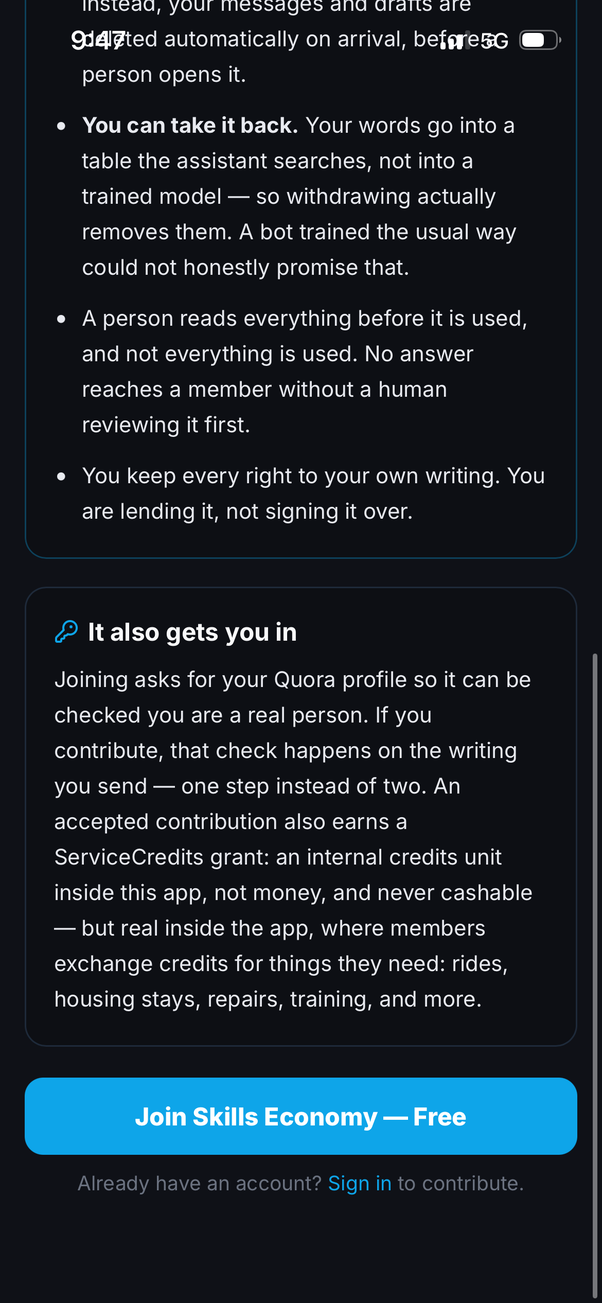 instead, your messages and drafts are
9:47
5G
deleted automatically on arrival, before a
person opens it.
• You can take it back. Your words go into a
table the assistant searches, not into a
trained model — so withdrawing actually
removes them. A bot trained the usual way
could not honestly promise that.
• A person reads everything before it is used,
and not everything is used. No answer
reaches a member without a human
reviewing it first.
• You keep every right to your own writing. You
are lending it, not signing it over.
It also gets you in
Joining asks for your Quora profile so it can be
checked you are a real person. If you
contribute, that check happens on the writing
you send — one step instead of two. An
accepted contribution also earns a
ServiceCredits grant: an internal credits unit
inside this app, not money, and never cashable
— but real inside the app, where members
exchange credits for things they need: rides,
housing stays, repairs, training, and more.
Join Skills Economy — Free
Already have an account? Sign in to contribute.